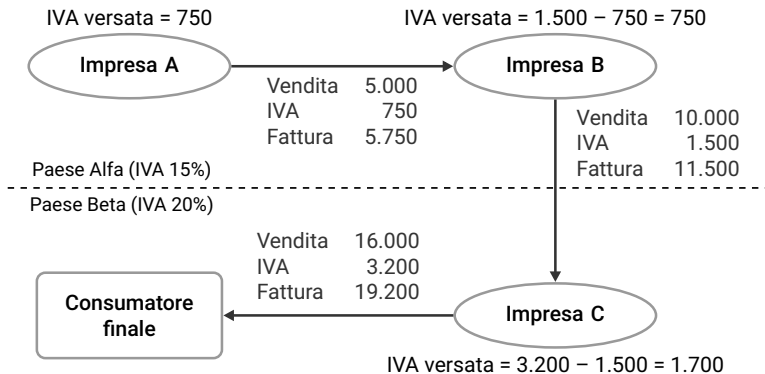 IVA versata = 750
IVA versata = 1.500 – 750 = 750
Impresa A
Impresa B
Vendita 5.000
IVA 750
Fattura 5.750
Vendita 10.000
IVA 1.500
Fattura 11.500
Paese Alfa (IVA 15%)
Paese Beta (IVA 20%)
Vendita 16.000
IVA 3.200
Fattura 19.200
Consumatore
finale
Impresa C
IVA versata = 3.200 – 1.500 = 1.700